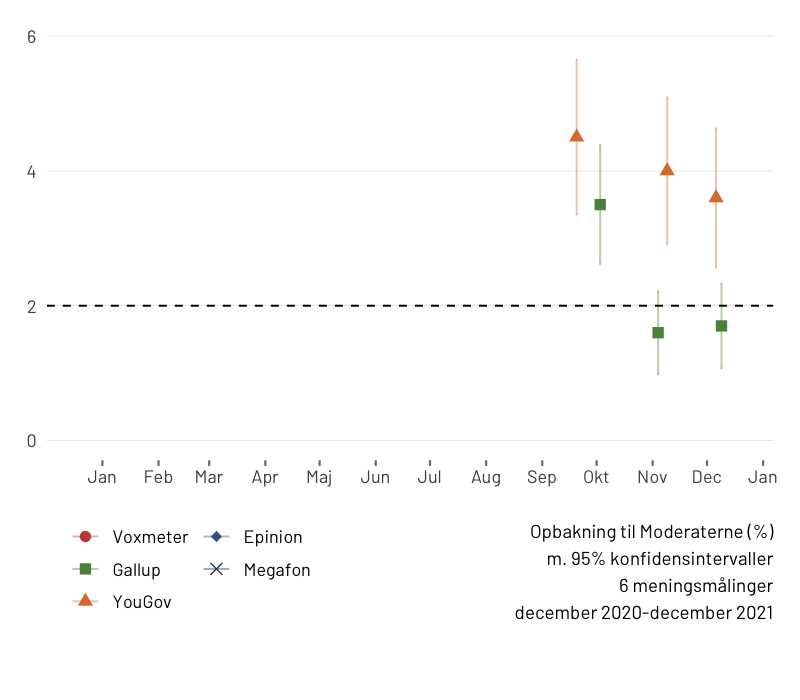 6
4
2
0
Jan Feb Mar Apr Maj Jun Jul Aug Sep Okt Nov Dec Jan
Voxmeter Epinion
Gallup Megafon
YouGov
Opbakning til Moderaterne (%)
m. 95% konfidensintervaller
6 meningsmålinger
december 2020-december 2021